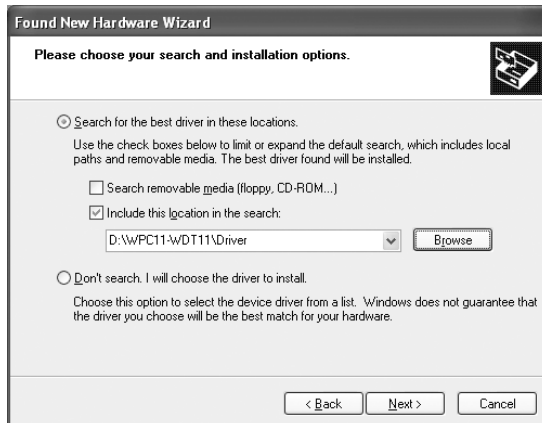 Found New Hardware Wizard
Please choose your search and installation options.
Search for the best driver in these locations.
Use the check boxes below to limit or expand the default search, which includes local
paths and removable media. The best driver found will be installed.
Search removable media (floppy, CD-ROM...)
Include this location in the search:
D:\WPC11-WDT11\Driver
Browse
Don't search. I will choose the driver to install.
Choose this option to select the device driver from a list. Windows does not guarantee that
the driver you choose will be the best match for your hardware.
< Back Next > Cancel